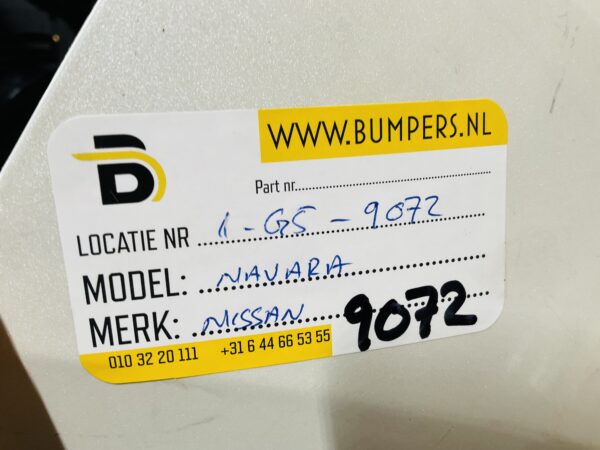 WWW.BUMPERS.NL
D
Part nr.
LOCATIE NR 1-G5-9072
MODEL: NAVARA
MERK: NISSAN 9072
010 32 20 111 +31 6 44 66 53 55